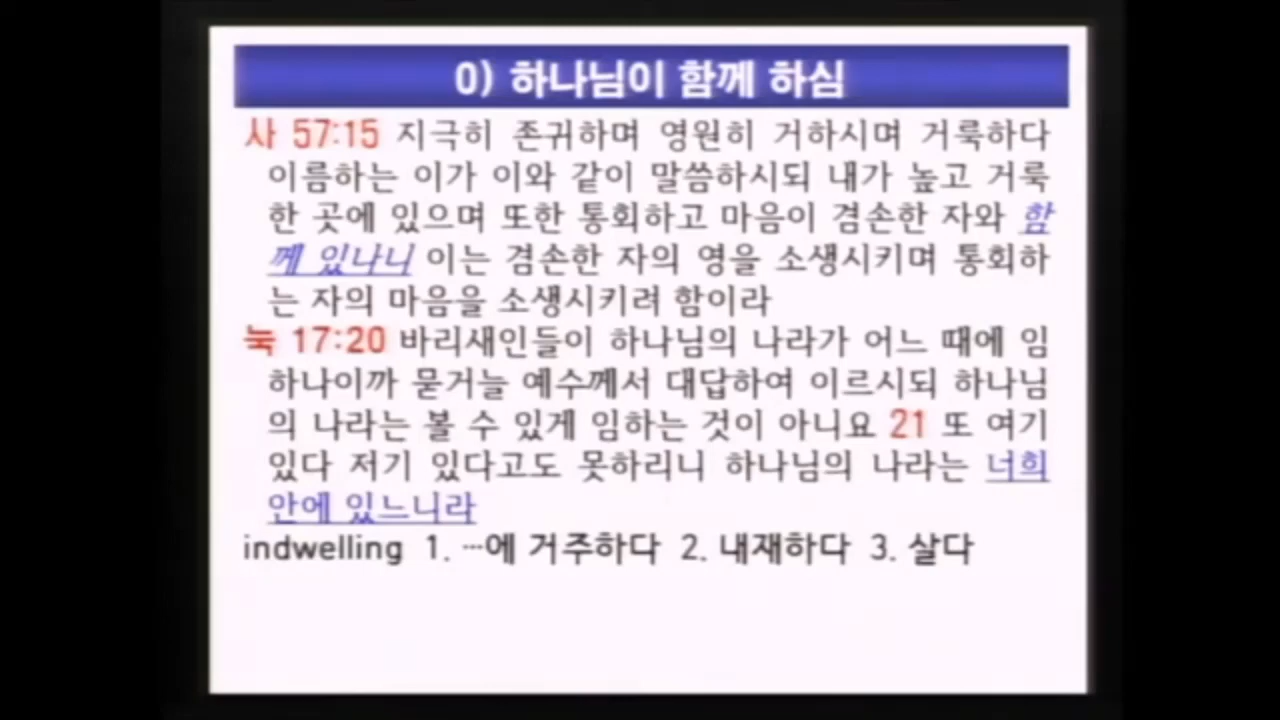 0) 하나님이 함께 하심
사 57:15 지극히 존귀하며 영원히 거하시며 거룩하다
이름하는 이가 이와 같이 말씀하시되 내가 높고 거룩
한 곳에 있으며 또한 통회하고 마음이 겸손한 자와 함
께 있나니 이는 겸손한 자의 영을 소생시키며 통회하
는 자의 마음을 소생시키려 함이라
눅 17:20 바리새인들이 하나님의 나라가 어느 때에 임
하나이까 묻거늘 예수께서 대답하여 이르시되 하나님
의 나라는 볼 수 있게 임하는 것이 아니요 21 또 여기
있다 저기 있다고도 못하리니 하나님의 나라는 너희
안에 있느니라
indwelling 1. …에 거주하다 2. 내재하다 3. 살다